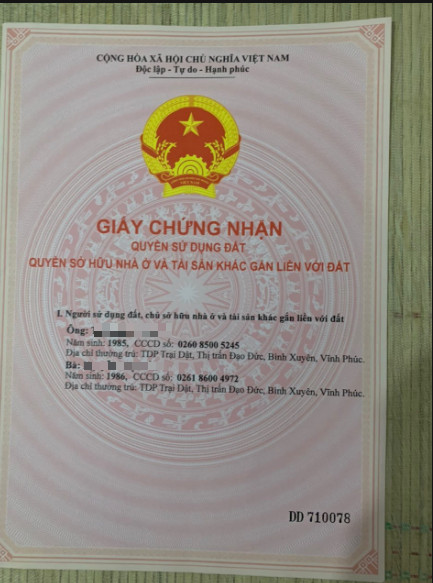 CỘNG HÒA XÃ HỘI CHỦ NGHĨA VIỆT NAM
Độc lập - Tự do - Hạnh phúc
VIỆT NAM
GIẤY CHỨNG NHẬN
QUYỀN SỬ DỤNG ĐẤT
QUYỀN SỞ HỮU NHÀ Ở VÀ TÀI SẢN KHÁC GẮN LIỀN VỚI ĐẤT
I. Người sử dụng đất, chủ sở hữu nhà ở và tài sản khác gắn liền với đất
Ông:
Năm sinh: 1985, CCCD số: 0260 8500 5245
Địa chỉ thường trú: TDP Trại Dật, Thị trấn Đạo Đức, Bình Xuyên, Vĩnh Phúc.
Bà:
Năm sinh: 1986, CCCD số: 0261 8600 4972
Địa chỉ thường trú: TDP Trại Dật, Thị trấn Đạo Đức, Bình Xuyên, Vĩnh Phúc.
DD 710078